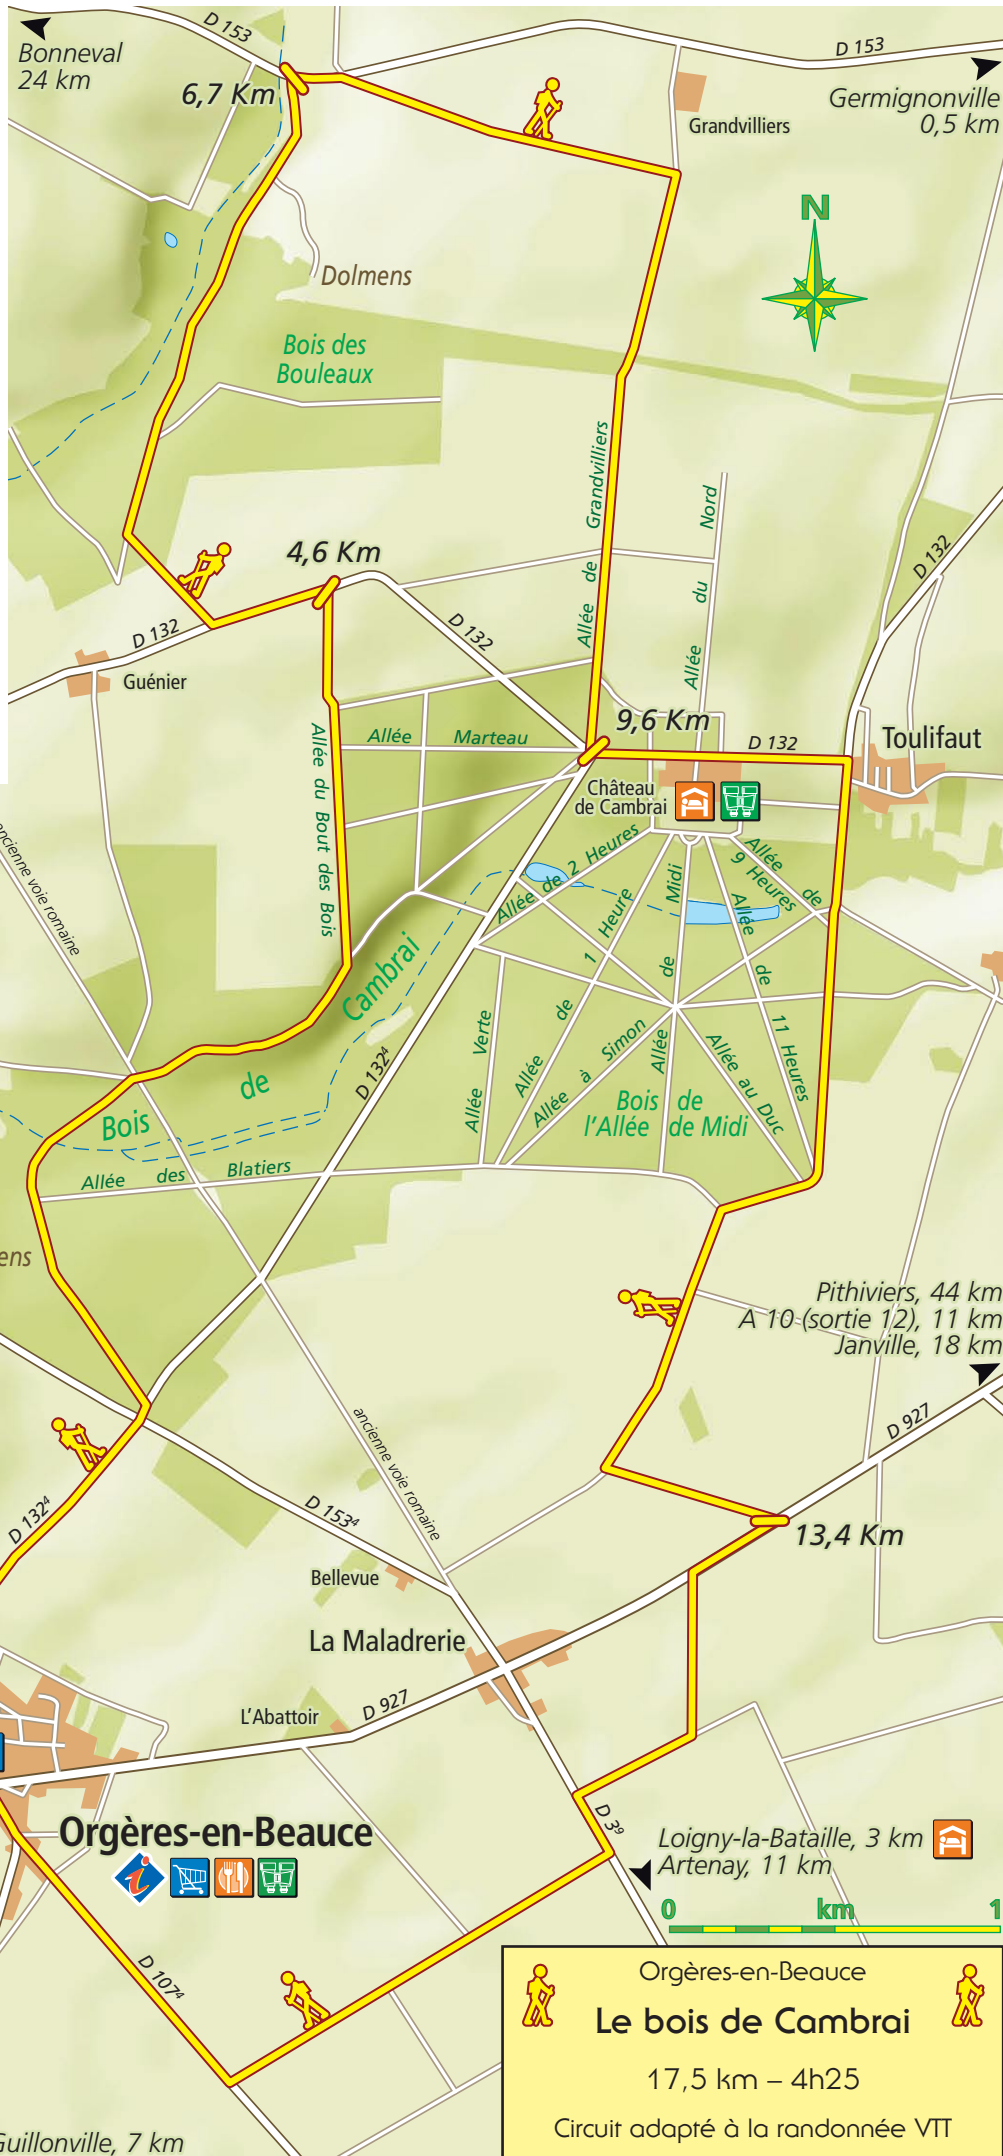 D 153
Bonneval
24 km
6,7 Km
D 153
Germignonville
0,5 km
Grandvilliers
N
Dolmens
Bois des
Bouleaux
Allée de Grandvilliers
Allée du Nord
4,6 Km
D 132
D 132
D 132
Guénier
Allée Marteau
9,6 Km
D 132
Toulifaut
Château
de Cambrai
Allée du Bout des Bois
ancienne voie romaine
Allée de 2 Heures
Allée de 1 Heure
Allée de Midi
Allée de 9 Heures
Allée de 11 Heures
Allée à Simon
Allée au Duc
Allée Verte
Bois de Cambrai
D 132⁴
Bois de
l'Allée de Midi
Allée des Blatiers
ens
Pithiviers, 44 km
A 10 (sortie 12), 11 km
Janville, 18 km
D 927
ancienne voie romaine
D 132⁴
D 153⁴
13,4 Km
Bellevue
La Maladrerie
L'Abattoir
D 927
Orgères-en-Beauce
i
D 3⁹
Loigny-la-Bataille, 3 km
Artenay, 11 km
0 km 1
D 107⁴
Guillonville, 7 km
Orgères-en-Beauce
Le bois de Cambrai
17,5 km – 4h25
Circuit adapté à la randonnée VTT